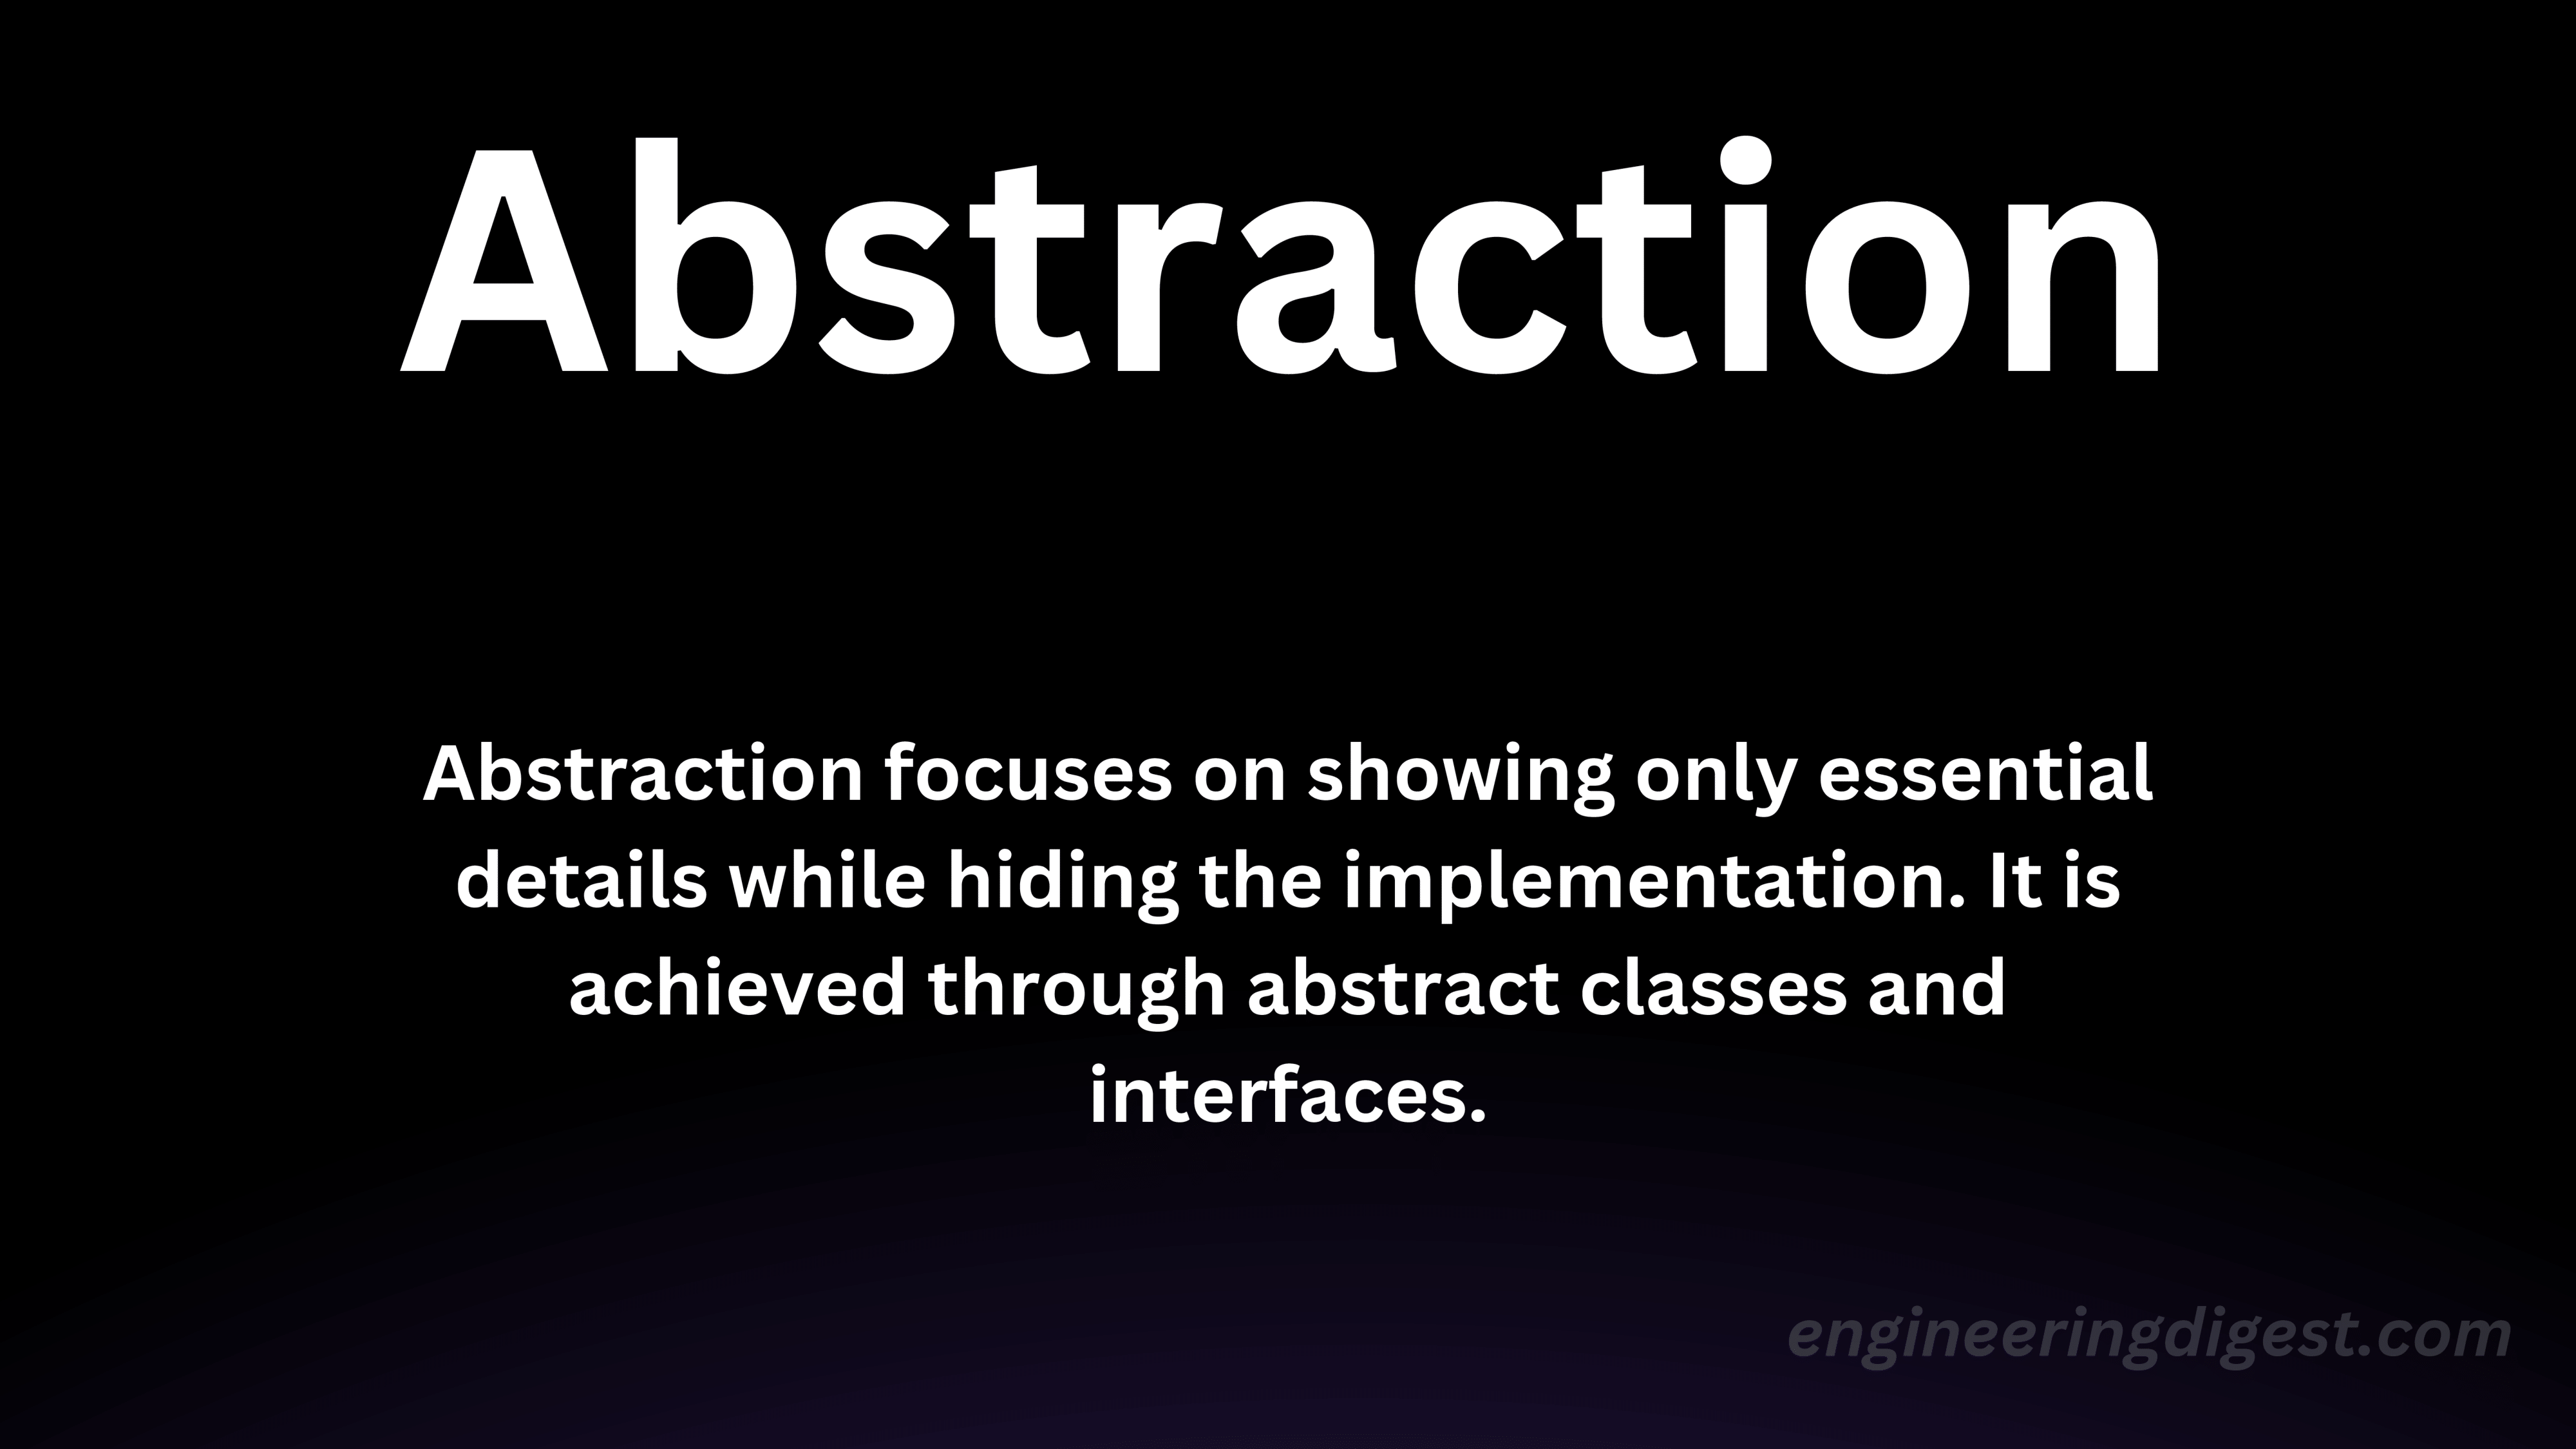 Abstraction
Abstraction focuses on showing only essential
details while hiding the implementation. It is
achieved through abstract classes and
interfaces.
engineeringdigest.com